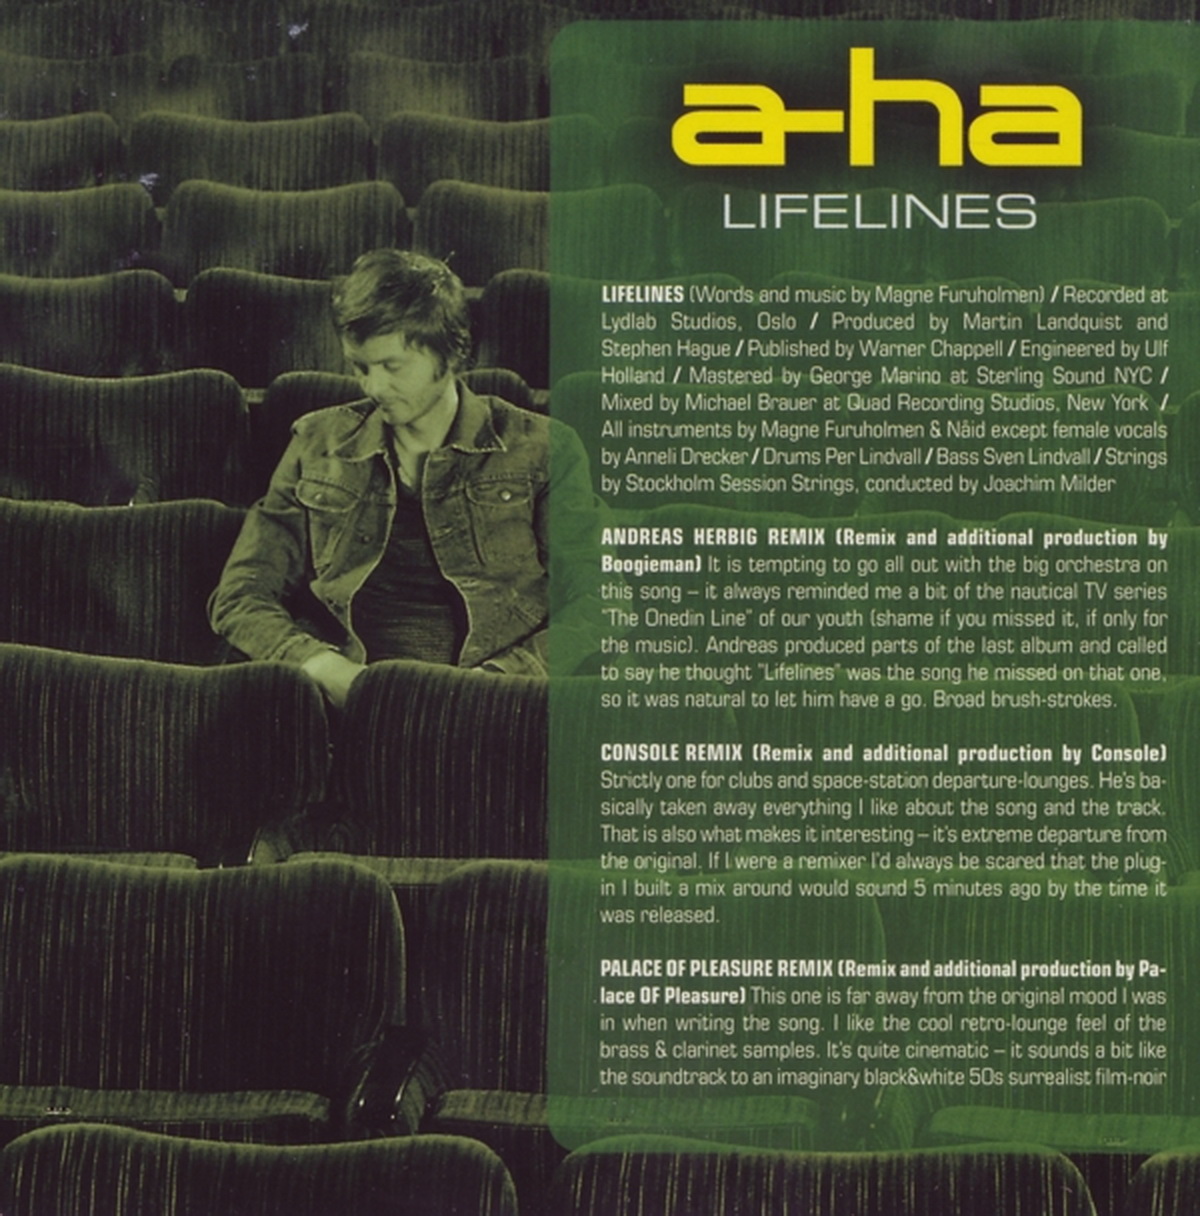 a-ha
LIFELINES
LIFELINES (Words and music by Magne Furuholmen) / Recorded at
Lydlab Studios, Oslo / Produced by Martin Landquist and
Stephen Hague / Published by Warner Chappell / Engineered by Ulf
Holland / Mastered by George Marino at Sterling Sound NYC /
Mixed by Michael Brauer at Quad Recording Studios, New York /
All instruments by Magne Furuholmen & Nåid except female vocals
by Anneli Drecker / Drums Per Lindvall / Bass Sven Lindvall / Strings
by Stockholm Session Strings, conducted by Joachim Milder
ANDREAS HERBIG REMIX (Remix and additional production by
Boogieman) It is tempting to go all out with the big orchestra on
this song – it always reminded me a bit of the nautical TV series
"The Onedin Line" of our youth (shame if you missed it, if only for
the music). Andreas produced parts of the last album and called
to say he thought "Lifelines" was the song he missed on that one,
so it was natural to let him have a go. Broad brush-strokes.
CONSOLE REMIX (Remix and additional production by Console)
Strictly one for clubs and space-station departure-lounges. He's ba-
sically taken away everything I like about the song and the track.
That is also what makes it interesting – it's extreme departure from
the original. If I were a remixer I'd always be scared that the plug-
in I built a mix around would sound 5 minutes ago by the time it
was released.
PALACE OF PLEASURE REMIX (Remix and additional production by Pa-
lace OF Pleasure) This one is far away from the original mood I was
in when writing the song. I like the cool retro-lounge feel of the
brass & clarinet samples. It's quite cinematic – it sounds a bit like
the soundtrack to an imaginary black&white 50s surrealist film-noir